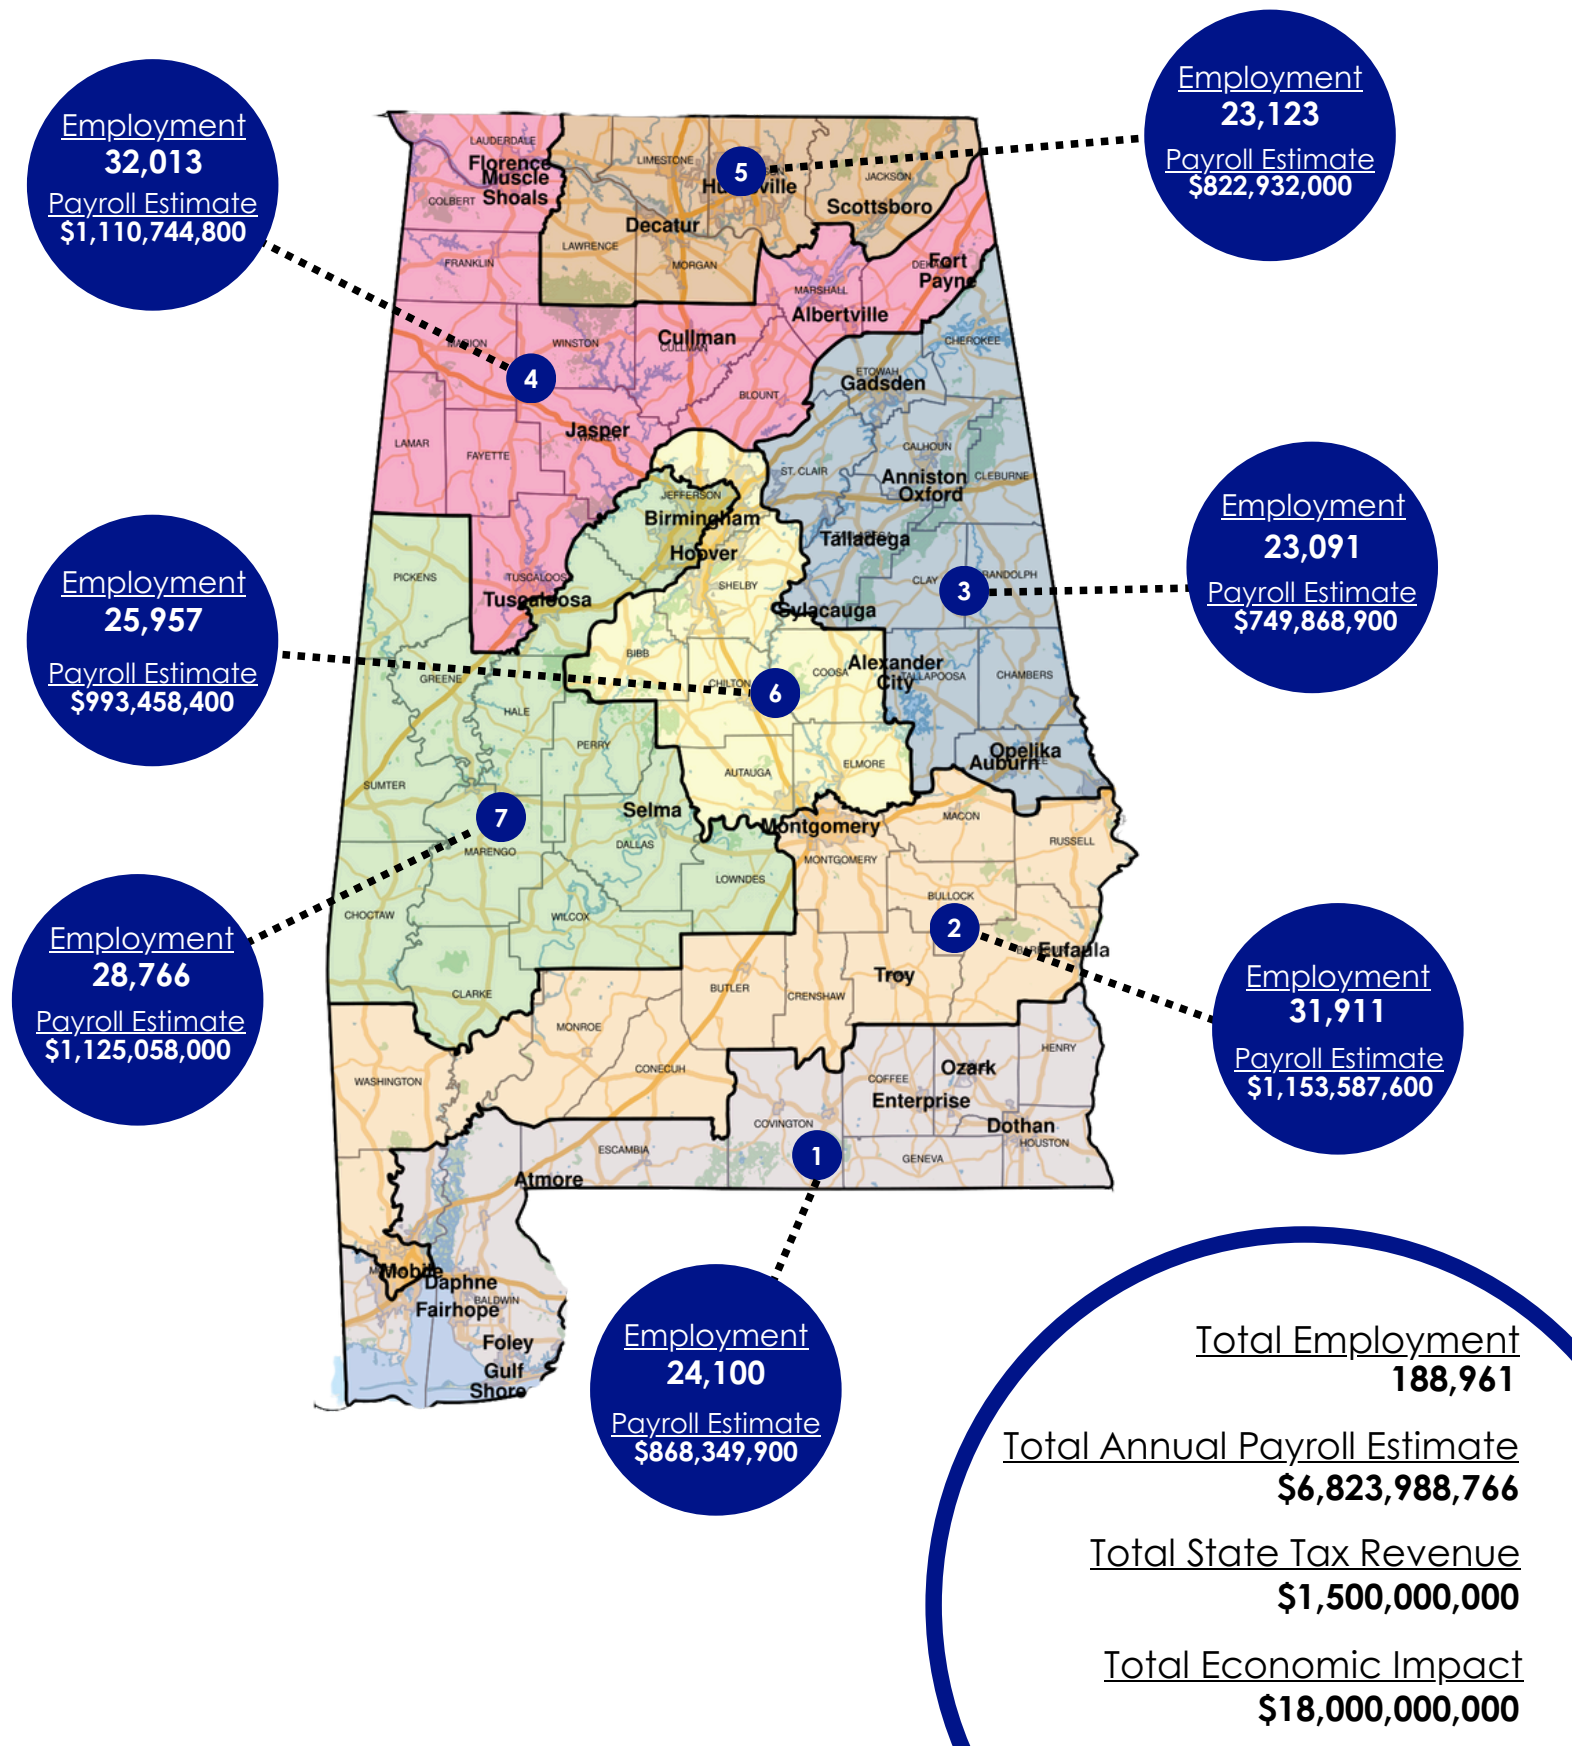 Employment
32,013
Payroll Estimate
$1,110,744,800
Employment
23,123
Payroll Estimate
$822,932,000
Employment
25,957
Payroll Estimate
$993,458,400
Employment
23,091
Payroll Estimate
$749,868,900
Employment
28,766
Payroll Estimate
$1,125,058,000
Employment
31,911
Payroll Estimate
$1,153,587,600
Employment
24,100
Payroll Estimate
$868,349,900
LAUDERDALE
Florence
Muscle
Shoals
COLBERT
LIMESTONE
5
JACKSON
Scottsboro
Decatur
LAWRENCE
MORGAN
FRANKLIN
Fort
Payne
MARSHALL
Albertville
MARION
WINSTON
Cullman
CULLMAN
CHEROKEE
4
ETOWAH
Gadsden
BLOUNT
LAMAR
Jasper
FAYETTE
CALHOUN
ST. CLAIR
Anniston
Oxford
CLEBURNE
JEFFERSON
Birmingham
Hoover
Talladega
PICKENS
SHELBY
CLAY
3
RANDOLPH
Tuscaloosa
Sylacauga
BIBB
COOSA
Alexander
City
TALLAPOOSA
CHAMBERS
GREENE
CHILTON
6
HALE
PERRY
Opelika
Auburn
AUTAUGA
ELMORE
SUMTER
7
Selma
Montgomery
MACON
RUSSELL
MARENGO
DALLAS
MONTGOMERY
LOWNDES
BULLOCK
CHOCTAW
WILCOX
2
Eufaula
Troy
CLARKE
BUTLER
CRENSHAW
MONROE
HENRY
CONECUH
Ozark
WASHINGTON
COFFEE
Enterprise
COVINGTON
Dothan
HOUSTON
ESCAMBIA
1
GENEVA
Atmore
Mobile
Daphne
BALDWIN
Fairhope
Foley
Gulf
Shore
Total Employment
188,961
Total Annual Payroll Estimate
$6,823,988,766
Total State Tax Revenue
$1,500,000,000
Total Economic Impact
$18,000,000,000